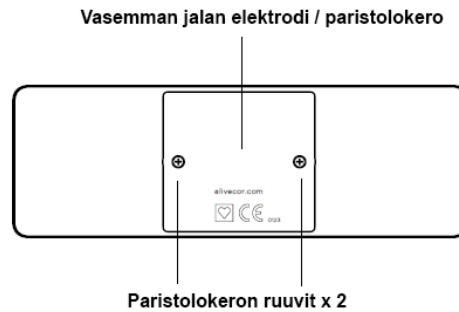 Vasemman jalan elektrodi / paristolokero
alivecor.com
CE 0123
Paristolokeron ruuvit x 2